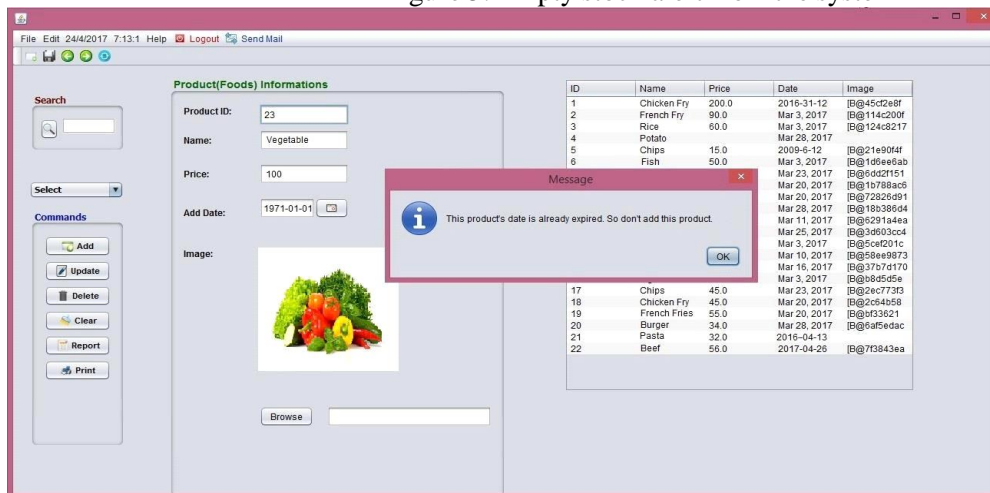 File Edit 24/4/2017 7:13:1 Help Logout Send Mail
Product(Foods) Informations
Search
Product ID: 23
Name: Vegetable
Price: 100
Add Date: 1971-01-01
Image:
Select
Commands
Add
Update
Delete
Clear
Report
Print
Browse
Message
This product's date is already expired. So don't add this product.
OK
ID Name Price Date Image
1 Chicken Fry 200.0 2016-31-12 [B@45cf2e8f
2 French Fry 90.0 Mar 3, 2017 [B@114c200f
3 Rice 60.0 Mar 3, 2017 [B@124c8217
4 Potato Mar 28, 2017
5 Chips 15.0 2009-6-12 [B@21e90f4f
6 Fish 50.0 Mar 3, 2017 [B@1d6ee6ab
Mar 23, 2017 [B@6dd2f151
Mar 20, 2017 [B@1b788ac6
Mar 20, 2017 [B@72826d91
Mar 28, 2017 [B@18b386d4
Mar 11, 2017 [B@6291a4ea
Mar 25, 2017 [B@3d603cc4
Mar 3, 2017 [B@5cef201c
Mar 10, 2017 [B@58ee9873
Mar 16, 2017 [B@37b7d170
Mar 3, 2017 [B@b8d5d5e
17 Chips 45.0 Mar 23, 2017 [B@2ec773f3
18 Chicken Fry 45.0 Mar 20, 2017 [B@2c64b58
19 French Fries 55.0 Mar 20, 2017 [B@bf33621
20 Burger 34.0 Mar 28, 2017 [B@6af5edac
21 Pasta 32.0 2016-04-13
22 Beef 56.0 2017-04-26 [B@7f3843ea